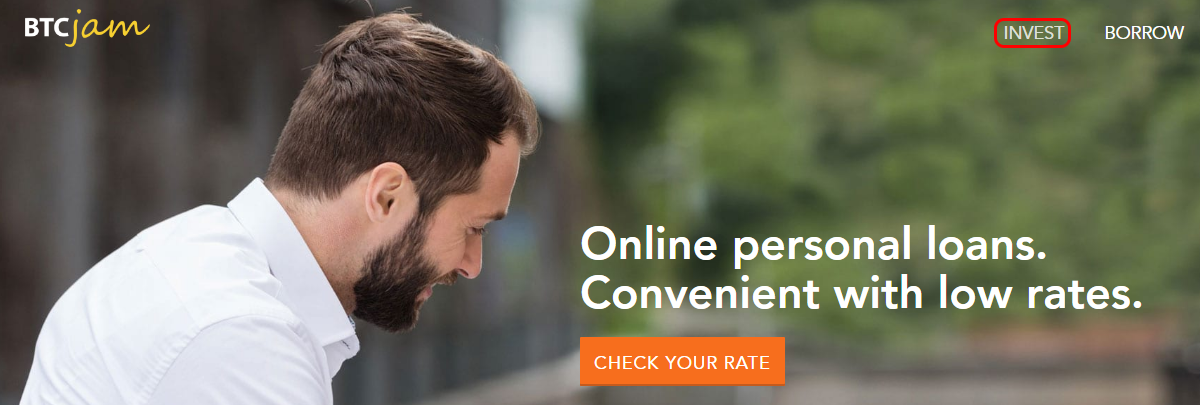 BTCjam
INVEST
BORROW
Online personal loans.
Convenient with low rates.
CHECK YOUR RATE